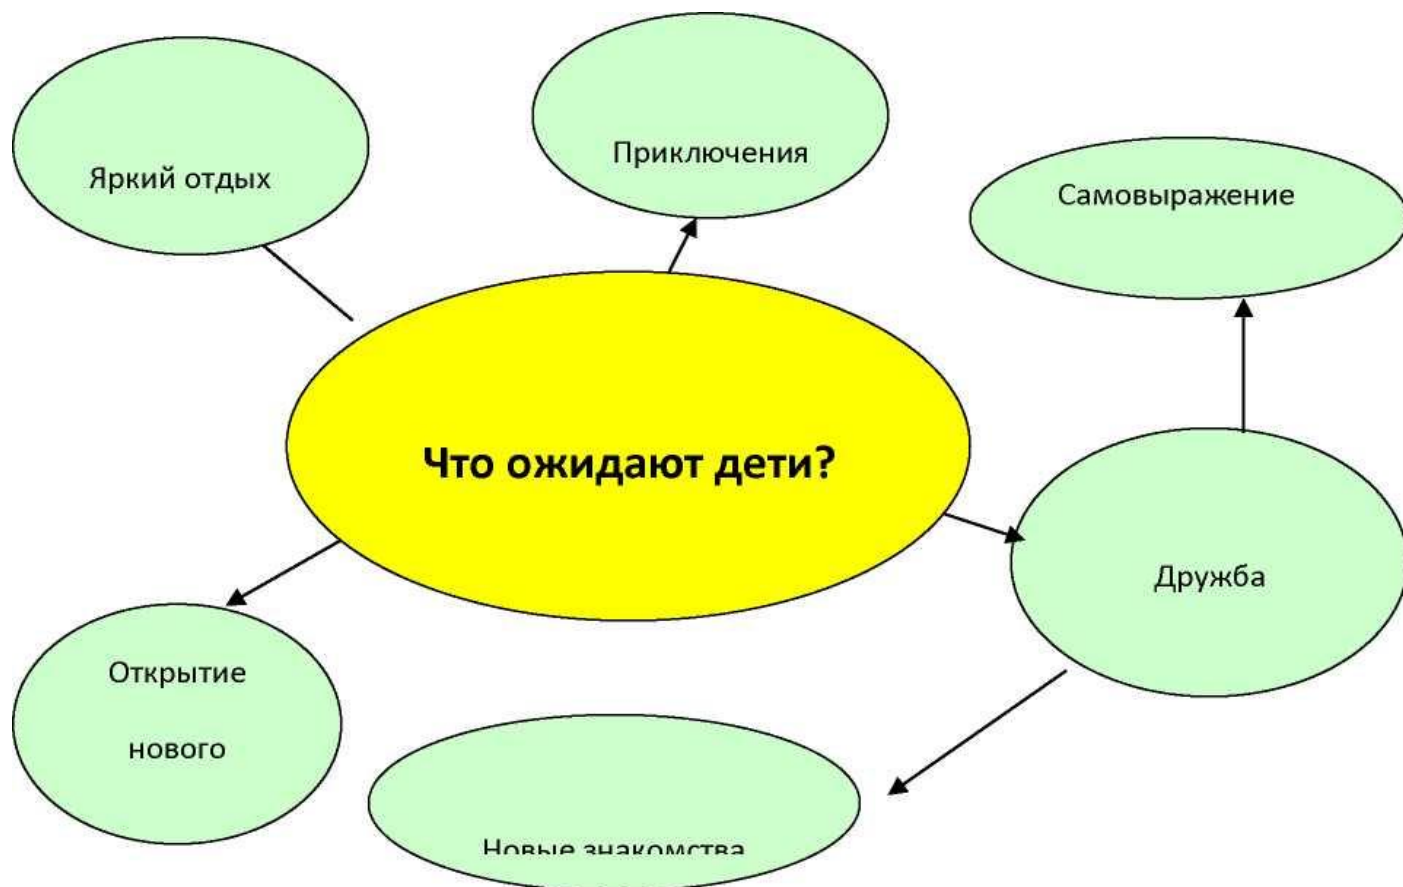 Яркий отдых
Приключения
Самовыражение
Что ожидают дети?
Дружба
Открытие
нового
Новые знакомства